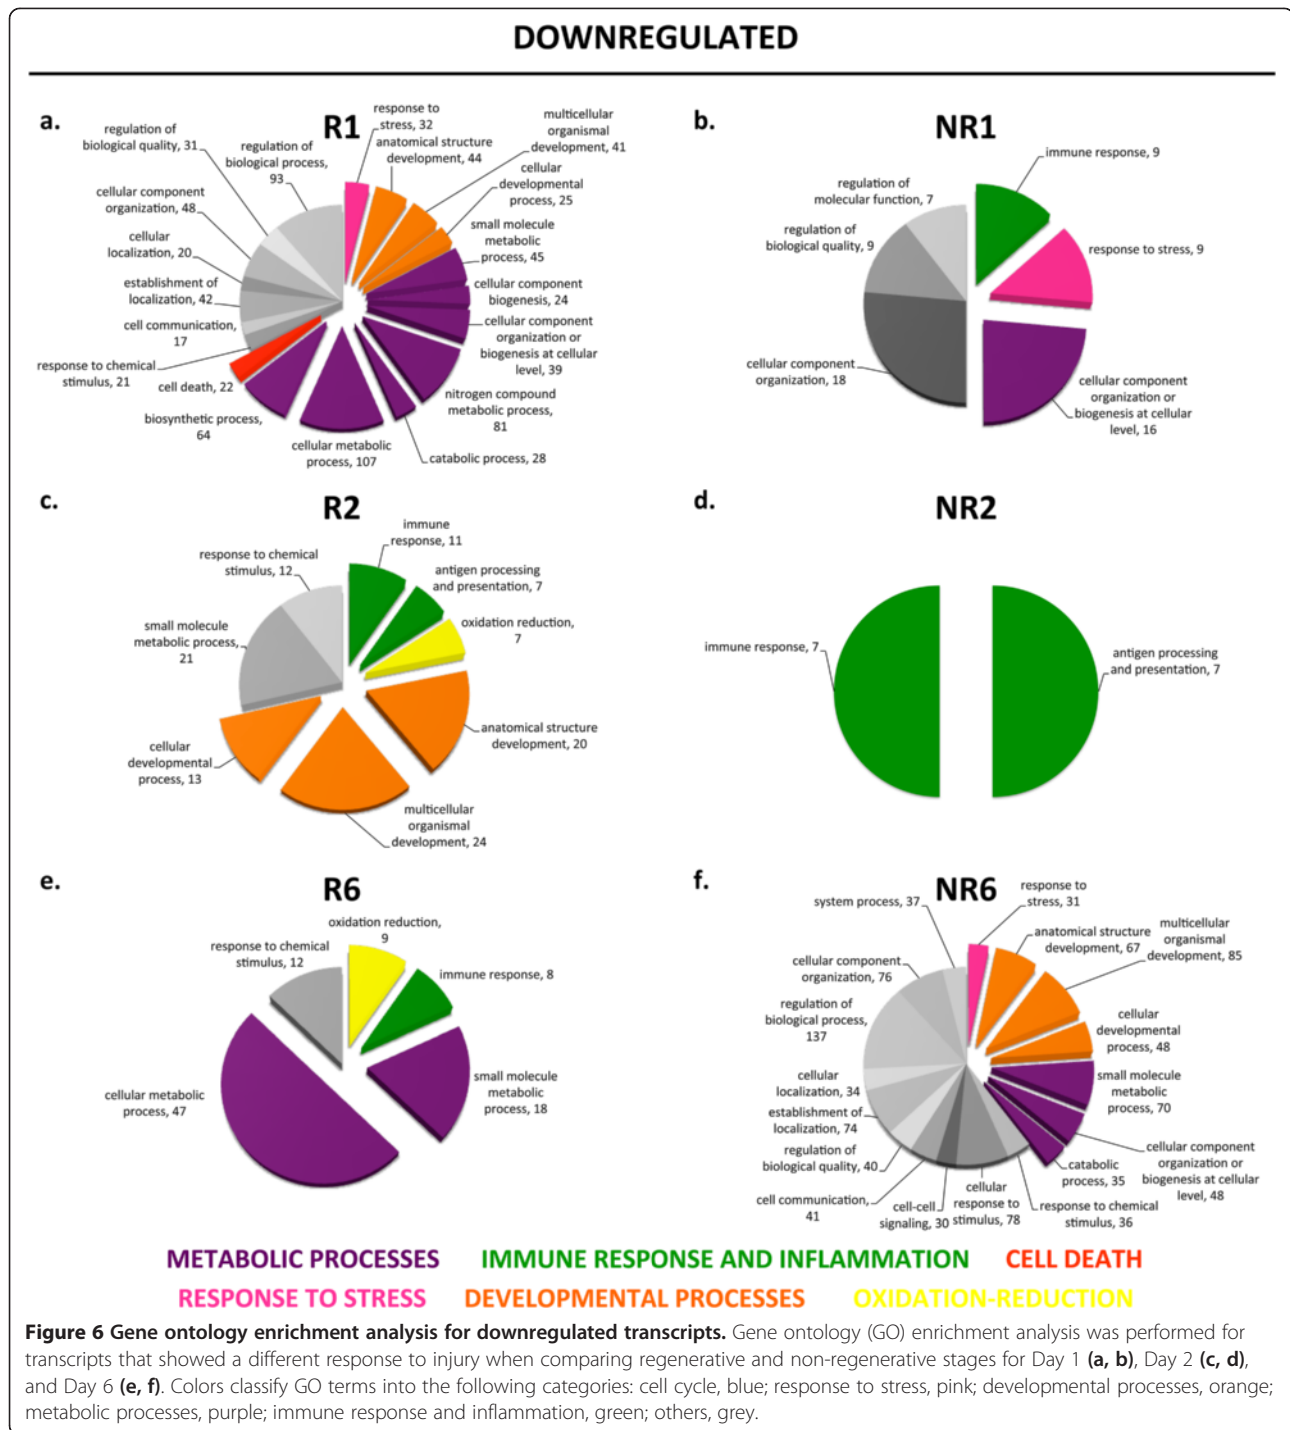 DOWNREGULATED
a.
R1
response to
stress, 32
anatomical structure
development, 44
multicellular
organismal
development, 41
cellular
developmental
process, 25
small molecule
metabolic
process, 45
cellular component
biogenesis, 24
cellular component
organization or
biogenesis at cellular
level, 39
nitrogen compound
metabolic process,
81
catabolic process, 28
cellular metabolic
process, 107
biosynthetic process,
64
cell death, 22
response to chemical
stimulus, 21
cell communication,
17
establishment of
localization, 42
cellular
localization, 20
cellular component
organization, 48
regulation of
biological quality, 31
regulation of
biological process,
93
b.
NR1
immune response, 9
response to stress, 9
cellular component
organization or
biogenesis at cellular
level, 16
cellular component
organization, 18
regulation of
biological quality, 9
regulation of
molecular function, 7
c.
R2
immune
response, 11
antigen processing
and presentation, 7
oxidation reduction,
7
anatomical structure
development, 20
multicellular
organismal
development, 24
cellular
developmental
process, 13
small molecule
metabolic process,
21
response to chemical
stimulus, 12
d.
NR2
immune response, 7
antigen processing
and presentation, 7
e.
R6
oxidation reduction,
9
immune response, 8
small molecule
metabolic
process, 18
cellular metabolic
process, 47
response to chemical
stimulus, 12
f.
NR6
response to
stress, 31
anatomical structure
development, 67
multicellular
organismal
development, 85
cellular
developmental
process, 48
small molecule
metabolic
process, 70
cellular component
organization or
biogenesis at cellular
level, 48
catabolic
process, 35
response to chemical
stimulus, 36
cellular
response to
stimulus, 78
cell-cell
signaling, 30
cell communication,
41
regulation of
biological quality, 40
establishment of
localization, 74
cellular
localization, 34
regulation of
biological process,
137
cellular component
organization, 76
system process, 37
METABOLIC PROCESSES IMMUNE RESPONSE AND INFLAMMATION CELL DEATH
RESPONSE TO STRESS DEVELOPMENTAL PROCESSES OXIDATION-REDUCTION
Figure 6 Gene ontology enrichment analysis for downregulated transcripts. Gene ontology (GO) enrichment analysis was performed for
transcripts that showed a different response to injury when comparing regenerative and non-regenerative stages for Day 1 (a, b), Day 2 (c, d),
and Day 6 (e, f). Colors classify GO terms into the following categories: cell cycle, blue; response to stress, pink; developmental processes, orange;
metabolic processes, purple; immune response and inflammation, green; others, grey.